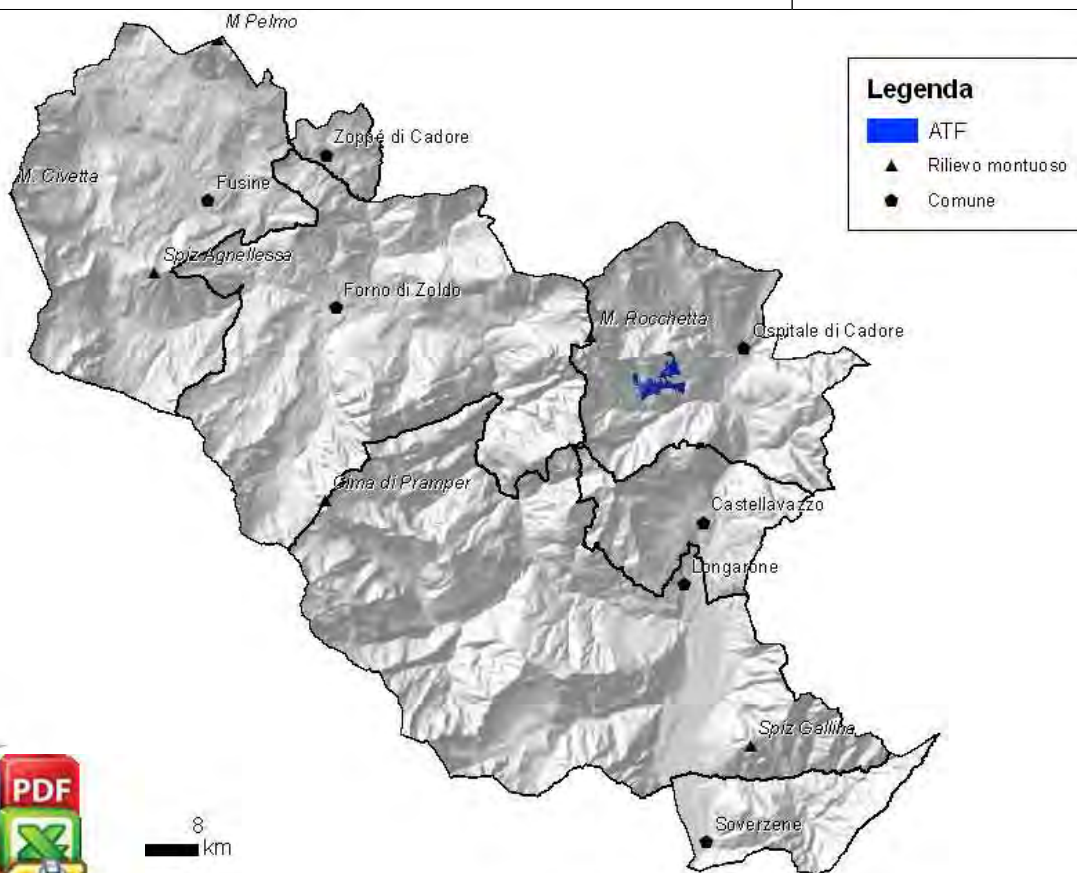 M Pelmo
Legenda
ATF
Rilievo montuoso
Comune
Zoppé di Cadore
M. Civetta
Fusine
Spiz Agnellessa
Forno di Zoldo
M. Rocchetta
Ospitale di Cadore
Cima di Pramper
Castellavazzo
Longarone
Spiz Gallina
PDF
8
km
Soverzene